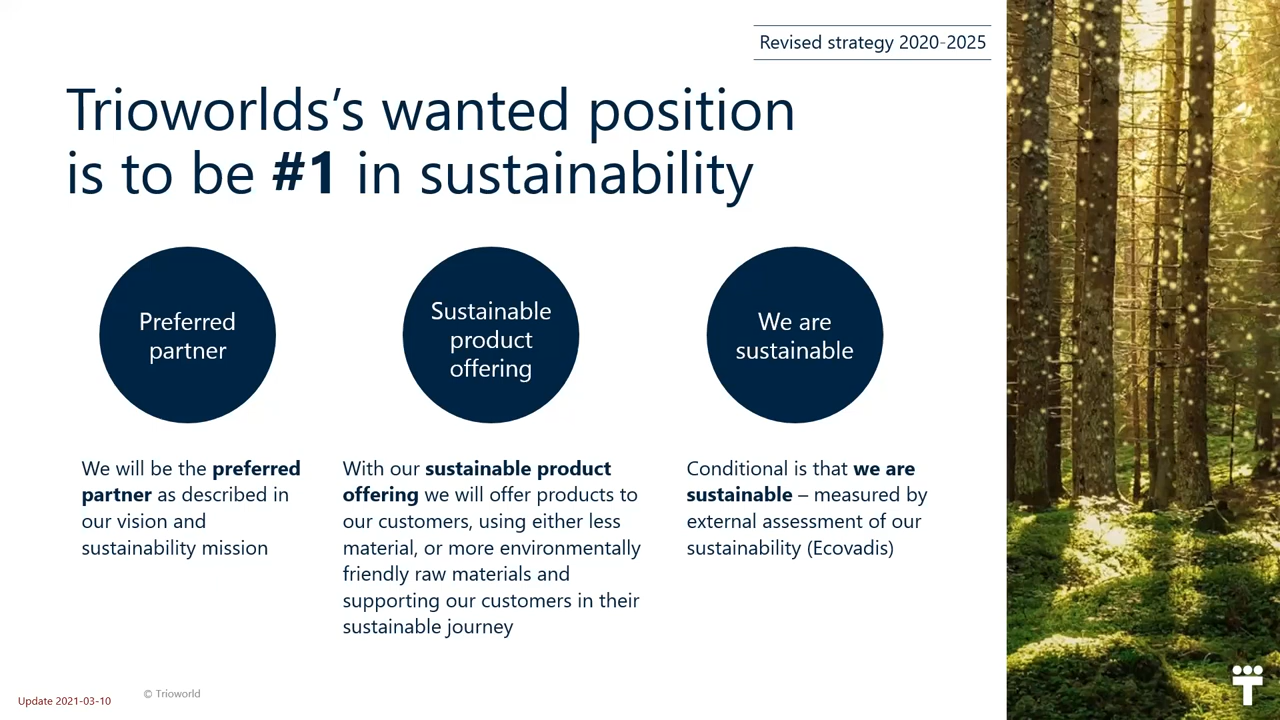 Revised strategy 2020-2025
Trioworlds’s wanted position
is to be #1 in sustainability
Preferred
partner
Sustainable
product
offering
We are
sustainable
We will be the preferred
partner as described in
our vision and
sustainability mission
With our sustainable product
offering we will offer products to
our customers, using either less
material, or more environmentally
friendly raw materials and
supporting our customers in their
sustainable journey
Conditional is that we are
sustainable – measured by
external assessment of our
sustainability (Ecovadis)
Update 2021-03-10
© Trioworld